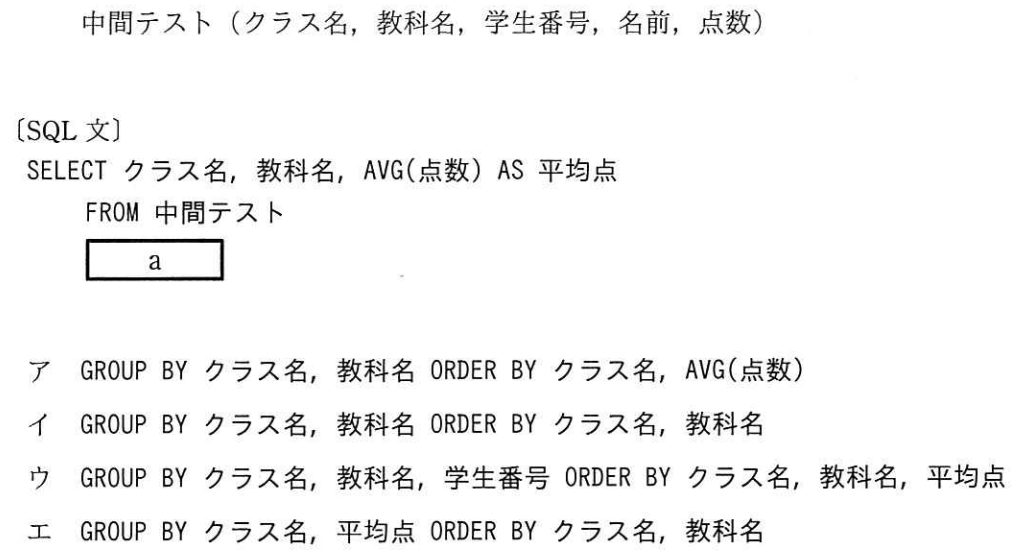 中間テスト（クラス名，教科名，学生番号，名前，点数）
〔SQL 文〕
SELECT クラス名, 教科名, AVG(点数) AS 平均点
FROM 中間テスト
a
ア GROUP BY クラス名, 教科名 ORDER BY クラス名, AVG(点数)
イ GROUP BY クラス名, 教科名 ORDER BY クラス名, 教科名
ウ GROUP BY クラス名, 教科名, 学生番号 ORDER BY クラス名, 教科名, 平均点
エ GROUP BY クラス名, 平均点 ORDER BY クラス名, 教科名